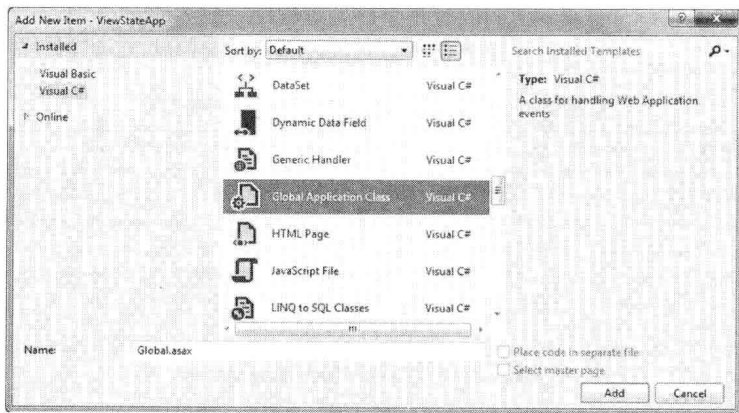 Add New Item - ViewStateApp
Installed
Sort by: Default
Search Installed Templates
Visual Basic
Visual C#
Online
DataSet Visual C#
Dynamic Data Field Visual C#
Generic Handler Visual C#
Global Application Class Visual C#
HTML Page Visual C#
JavaScript File Visual C#
LINQ to SQL Classes Visual C#
Type: Visual C#
A class for handling Web Application
events
Name: Global.asax
Place code in separate file
Select master page
Add
Cancel